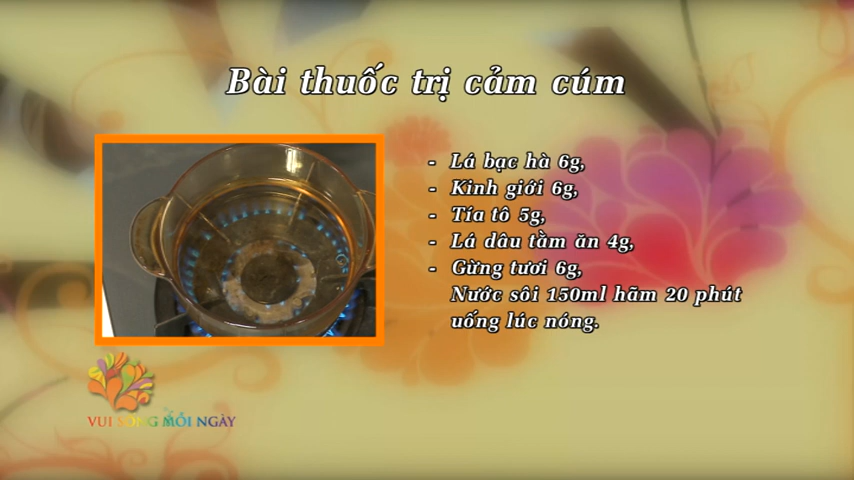 Bài thuốc trị cảm cúm
- Lá bạc hà 6g,
- Kinh giới 6g,
- Tía tô 5g,
- Lá dâu tằm ăn 4g,
- Gừng tươi 6g,
Nước sôi 150ml hãm 20 phút
uống lúc nóng.
VUI SỐNG MỖI NGÀY